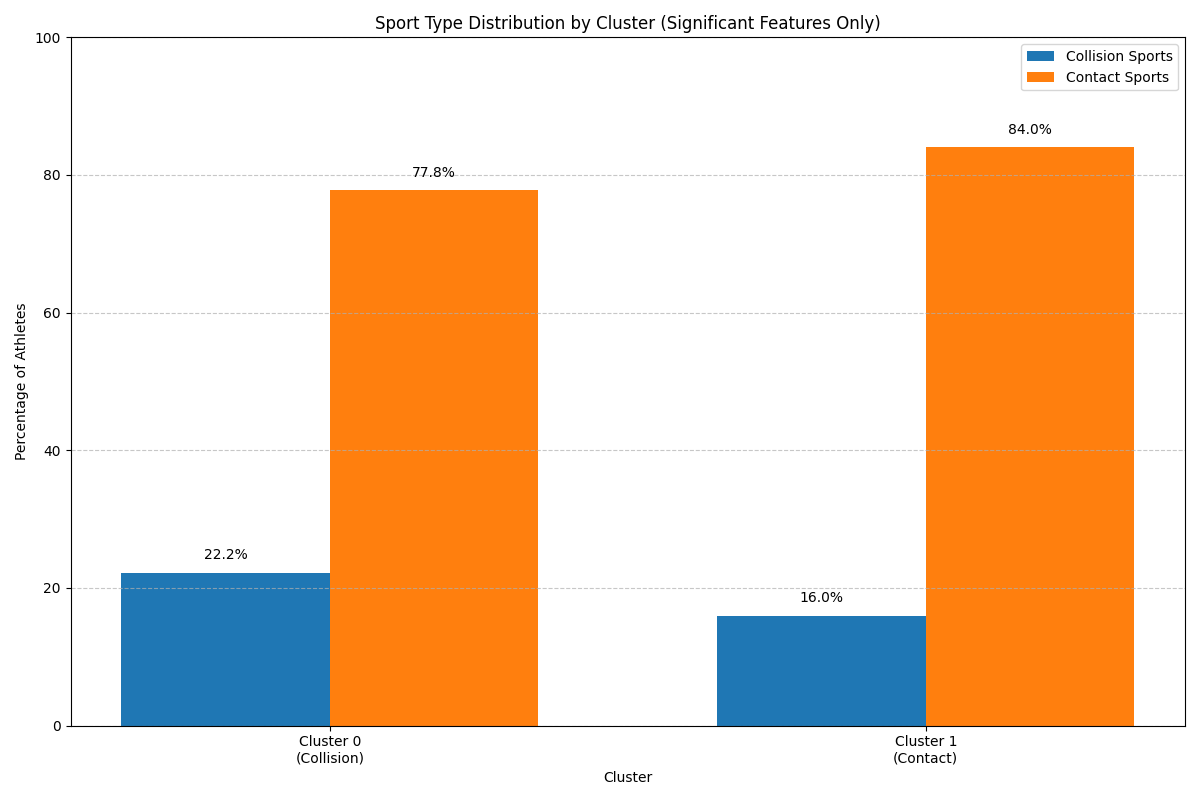 Sport Type Distribution by Cluster (Significant Features Only)
100
80
60
40
20
0
Percentage of Athletes
Collision Sports
Contact Sports
22.2%
77.8%
16.0%
84.0%
Cluster 0
(Collision)
Cluster 1
(Contact)
Cluster